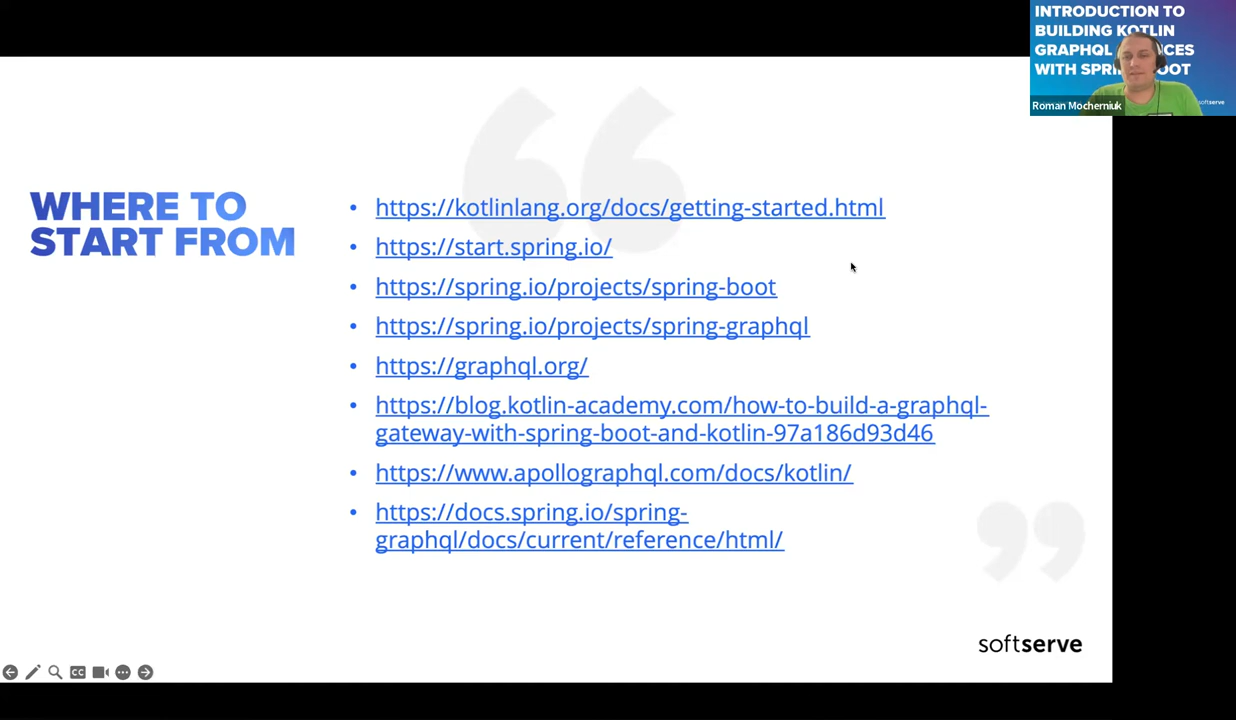 INTRODUCTION TO
BUILDING KOTLIN
GRAPHQL
WITH
Roman Mocherniuk
softserve
WHERE TO
START FROM
• https://kotlinlang.org/docs/getting-started.html
• https://start.spring.io/
• https://spring.io/projects/spring-boot
• https://spring.io/projects/spring-graphql
• https://graphql.org/
• https://blog.kotlin-academy.com/how-to-build-a-graphql-
gateway-with-spring-boot-and-kotlin-97a186d93d46
• https://www.apollographql.com/docs/kotlin/
• https://docs.spring.io/spring-
graphql/docs/current/reference/html/
softserve
CC